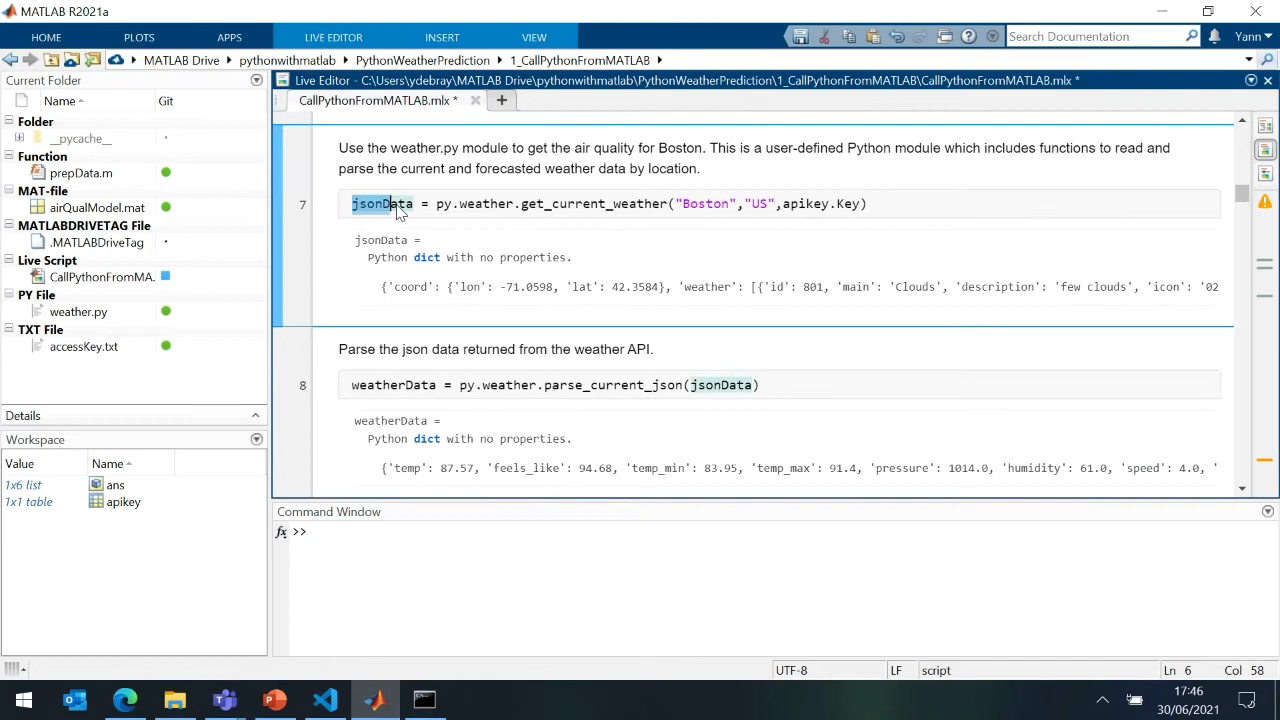 MATLAB R2021a
HOME PLOTS APPS LIVE EDITOR INSERT VIEW Search Documentation Yann
MATLAB Drive pythonwithmatlab PythonWeatherPrediction 1_CallPythonFromMATLAB
Current Folder
Live Editor - C:\Users\ydebray\MATLAB Drive\pythonwithmatlab\PythonWeatherPrediction\1_CallPythonFromMATLAB\CallPythonFromMATLAB.mlx *
Name Git
CallPythonFromMATLAB.mlx *
Folder
__pycache__
Function
prepData.m
MAT-file
airQualModel.mat
MATLABDRIVETAG File
.MATLABDriveTag
Live Script
CallPythonFromMA...
PY File
weather.py
TXT File
accessKey.txt
Details
Workspace
Value Name
1x6 list ans
1x1 table apikey
Use the weather.py module to get the air quality for Boston. This is a user-defined Python module which includes functions to read and
parse the current and forecasted weather data by location.
7 jsonData = py.weather.get_current_weather("Boston","US",apikey.Key)
jsonData =
Python dict with no properties.
{'coord': {'lon': -71.0598, 'lat': 42.3584}, 'weather': [{'id': 801, 'main': 'Clouds', 'description': 'few clouds', 'icon': '02
Parse the json data returned from the weather API.
8 weatherData = py.weather.parse_current_json(jsonData)
weatherData =
Python dict with no properties.
{'temp': 87.57, 'feels_like': 94.68, 'temp_min': 83.95, 'temp_max': 91.4, 'pressure': 1014.0, 'humidity': 61.0, 'speed': 4.0, '
Command Window
fx >>
UTF-8 LF script Ln 6 Col 58
17:46
30/06/2021